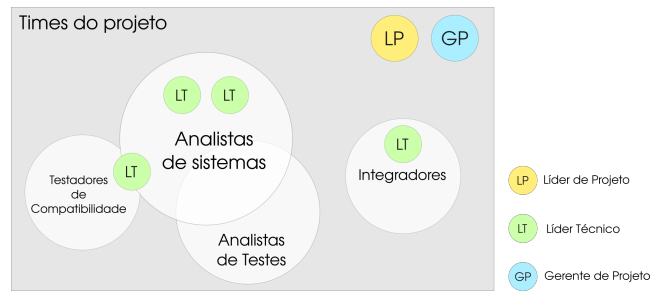 Times do projeto
LP
GP
LT
LT
Analistas
de sistemas
LT
Testadores
de
Compatibilidade
Analistas
de Testes
LT
Integradores
LP
Líder de Projeto
LT
Líder Técnico
GP
Gerente de Projeto